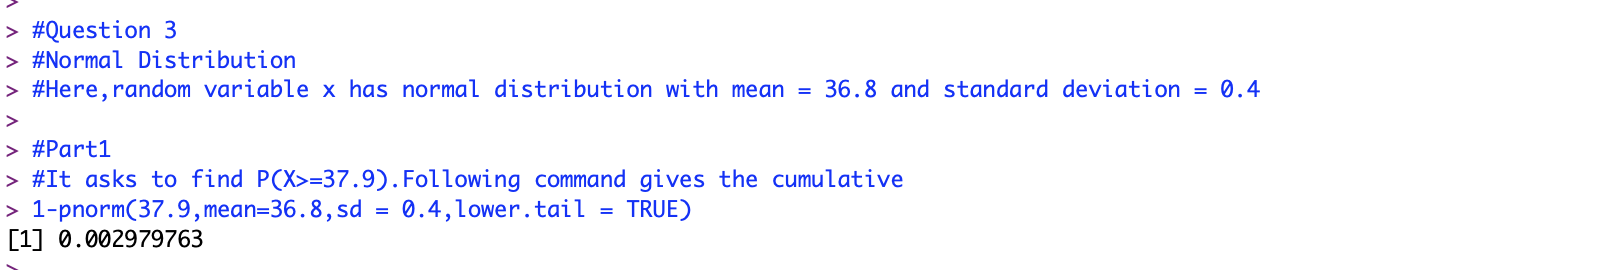 >
> #Question 3
> #Normal Distribution
> #Here,random variable x has normal distribution with mean = 36.8 and standard deviation = 0.4
>
> #Part1
> #It asks to find P(X>=37.9).Following command gives the cumulative
> 1-pnorm(37.9,mean=36.8,sd = 0.4,lower.tail = TRUE)
[1] 0.002979763
>